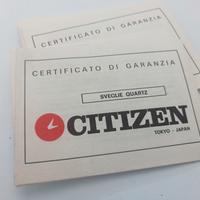 CERTIFICATO DI GARANZIA
CERTIFICATO DI GARANZIA
SVEGLIE QUARTZ
CITIZEN
TOKYO - JAPAN